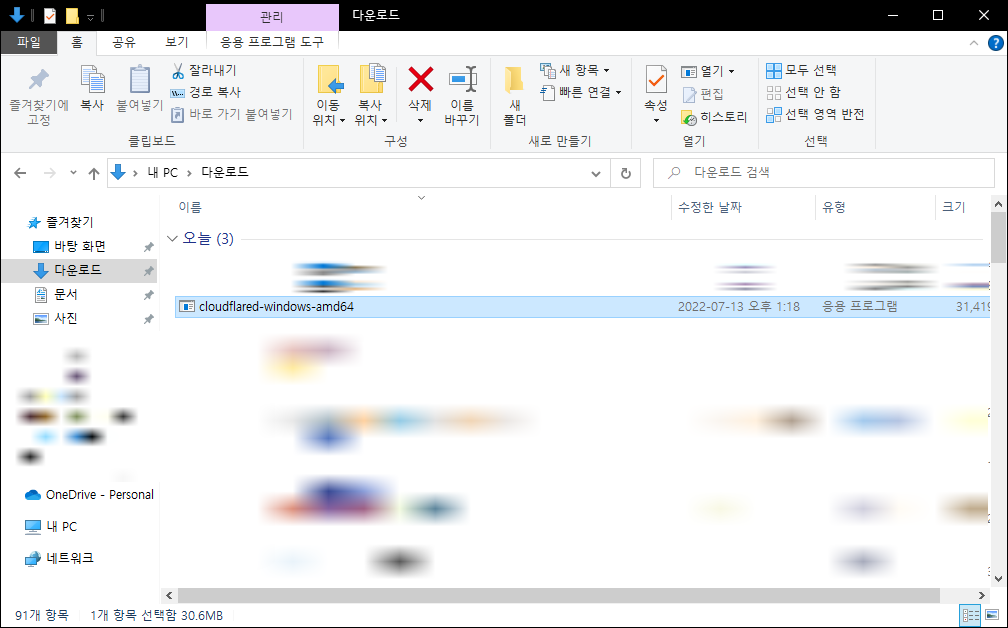 관리
다운로드
파일
홈
공유
보기
응용 프로그램 도구
즐겨찾기에
고정
복사
붙여넣기
잘라내기
경로 복사
바로 가기 붙여넣기
클립보드
이동
위치
복사
위치
삭제
이름
바꾸기
구성
새
폴더
새 항목
빠른 연결
새로 만들기
속성
열기
편집
히스토리
열기
모두 선택
선택 안 함
선택 영역 반전
선택
내 PC
다운로드
다운로드 검색
이름
수정한 날짜
유형
크기
즐겨찾기
바탕 화면
다운로드
문서
사진
오늘 (3)
cloudflared-windows-amd64
2022-07-13 오후 1:18
응용 프로그램
31,419
OneDrive - Personal
내 PC
네트워크
91개 항목
1개 항목 선택함 30.6MB